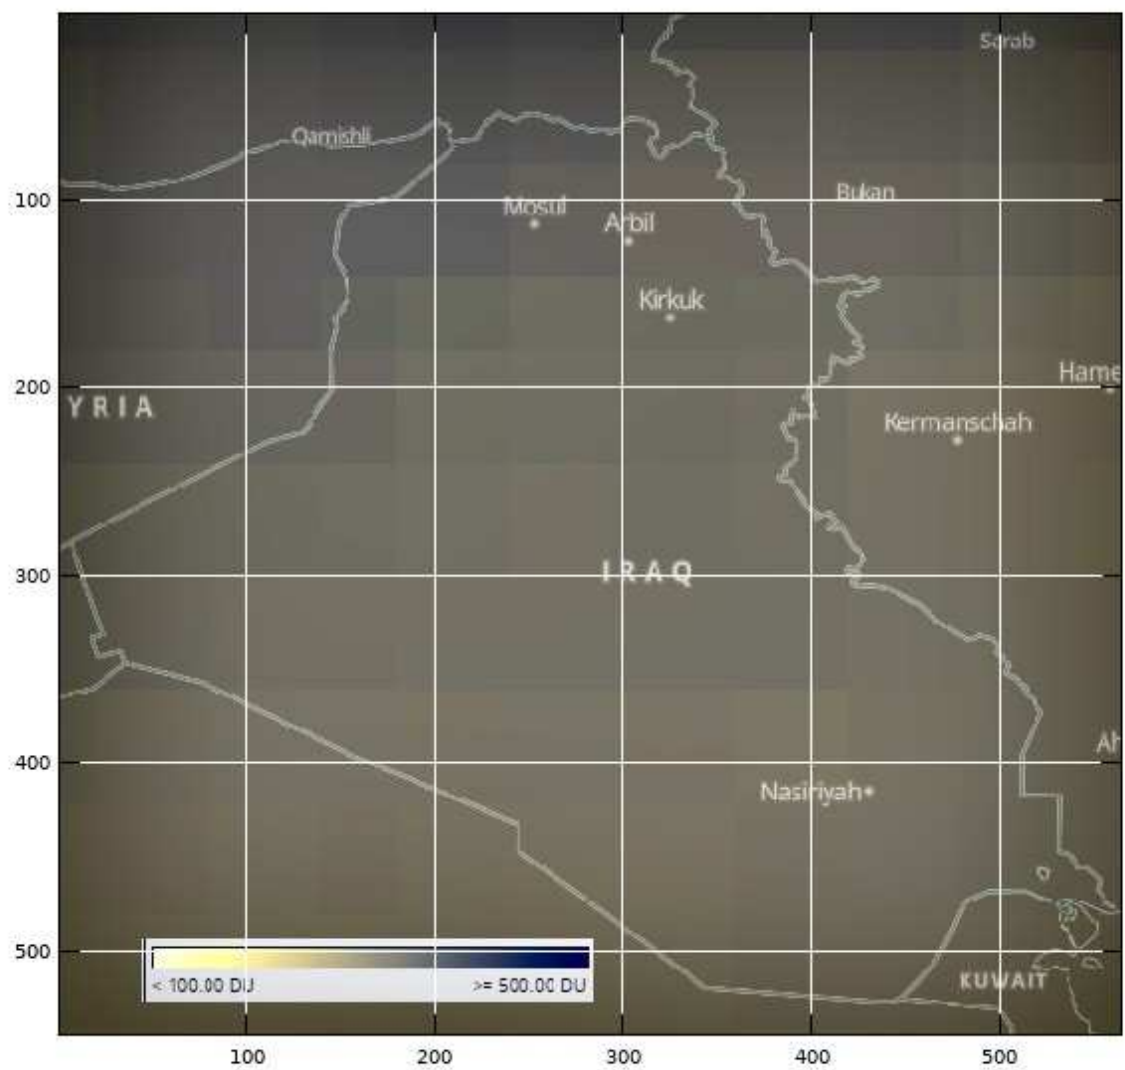 Sarab
Qamishli
100
Mosul
Arbil
Bukan
Kirkuk
200
YRIA
Hame
Kermanschah
300
IRAQ
400
Ah
Nasiriyah
500
< 100.00 DU
>= 500.00 DU
KUWAIT
100
200
300
400
500